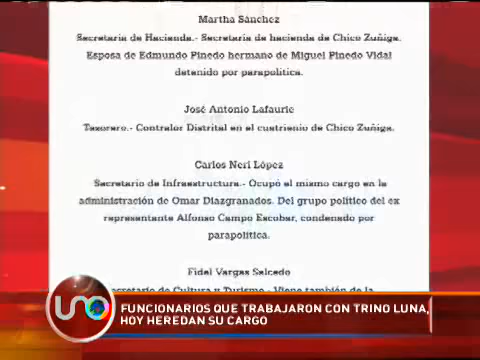 Martha Sánchez
Secretaria de Hacienda.- Secretaria de hacienda de Chico Zuñiga.
Esposa de Edmundo Pinedo hermano de Miguel Pinedo Vidal
detenido por parapolítica.
José Antonio Lafaurie
Tesorero.- Contralor Distrital en el cuatrienio de Chico Zuñiga.
Carlos Neri López
Secretario de Infraestructura.- Ocupó el mismo cargo en la
administración de Omar Diazgranados. Del grupo político del ex
representante Alfonso Campo Escobar, condenado por
parapolítica.
Fidel Vargas Salcedo
Secretario de Cultura y Turismo - Viene también de la
UNO
FUNCIONARIOS QUE TRABAJARON CON TRINO LUNA,
HOY HEREDAN SU CARGO